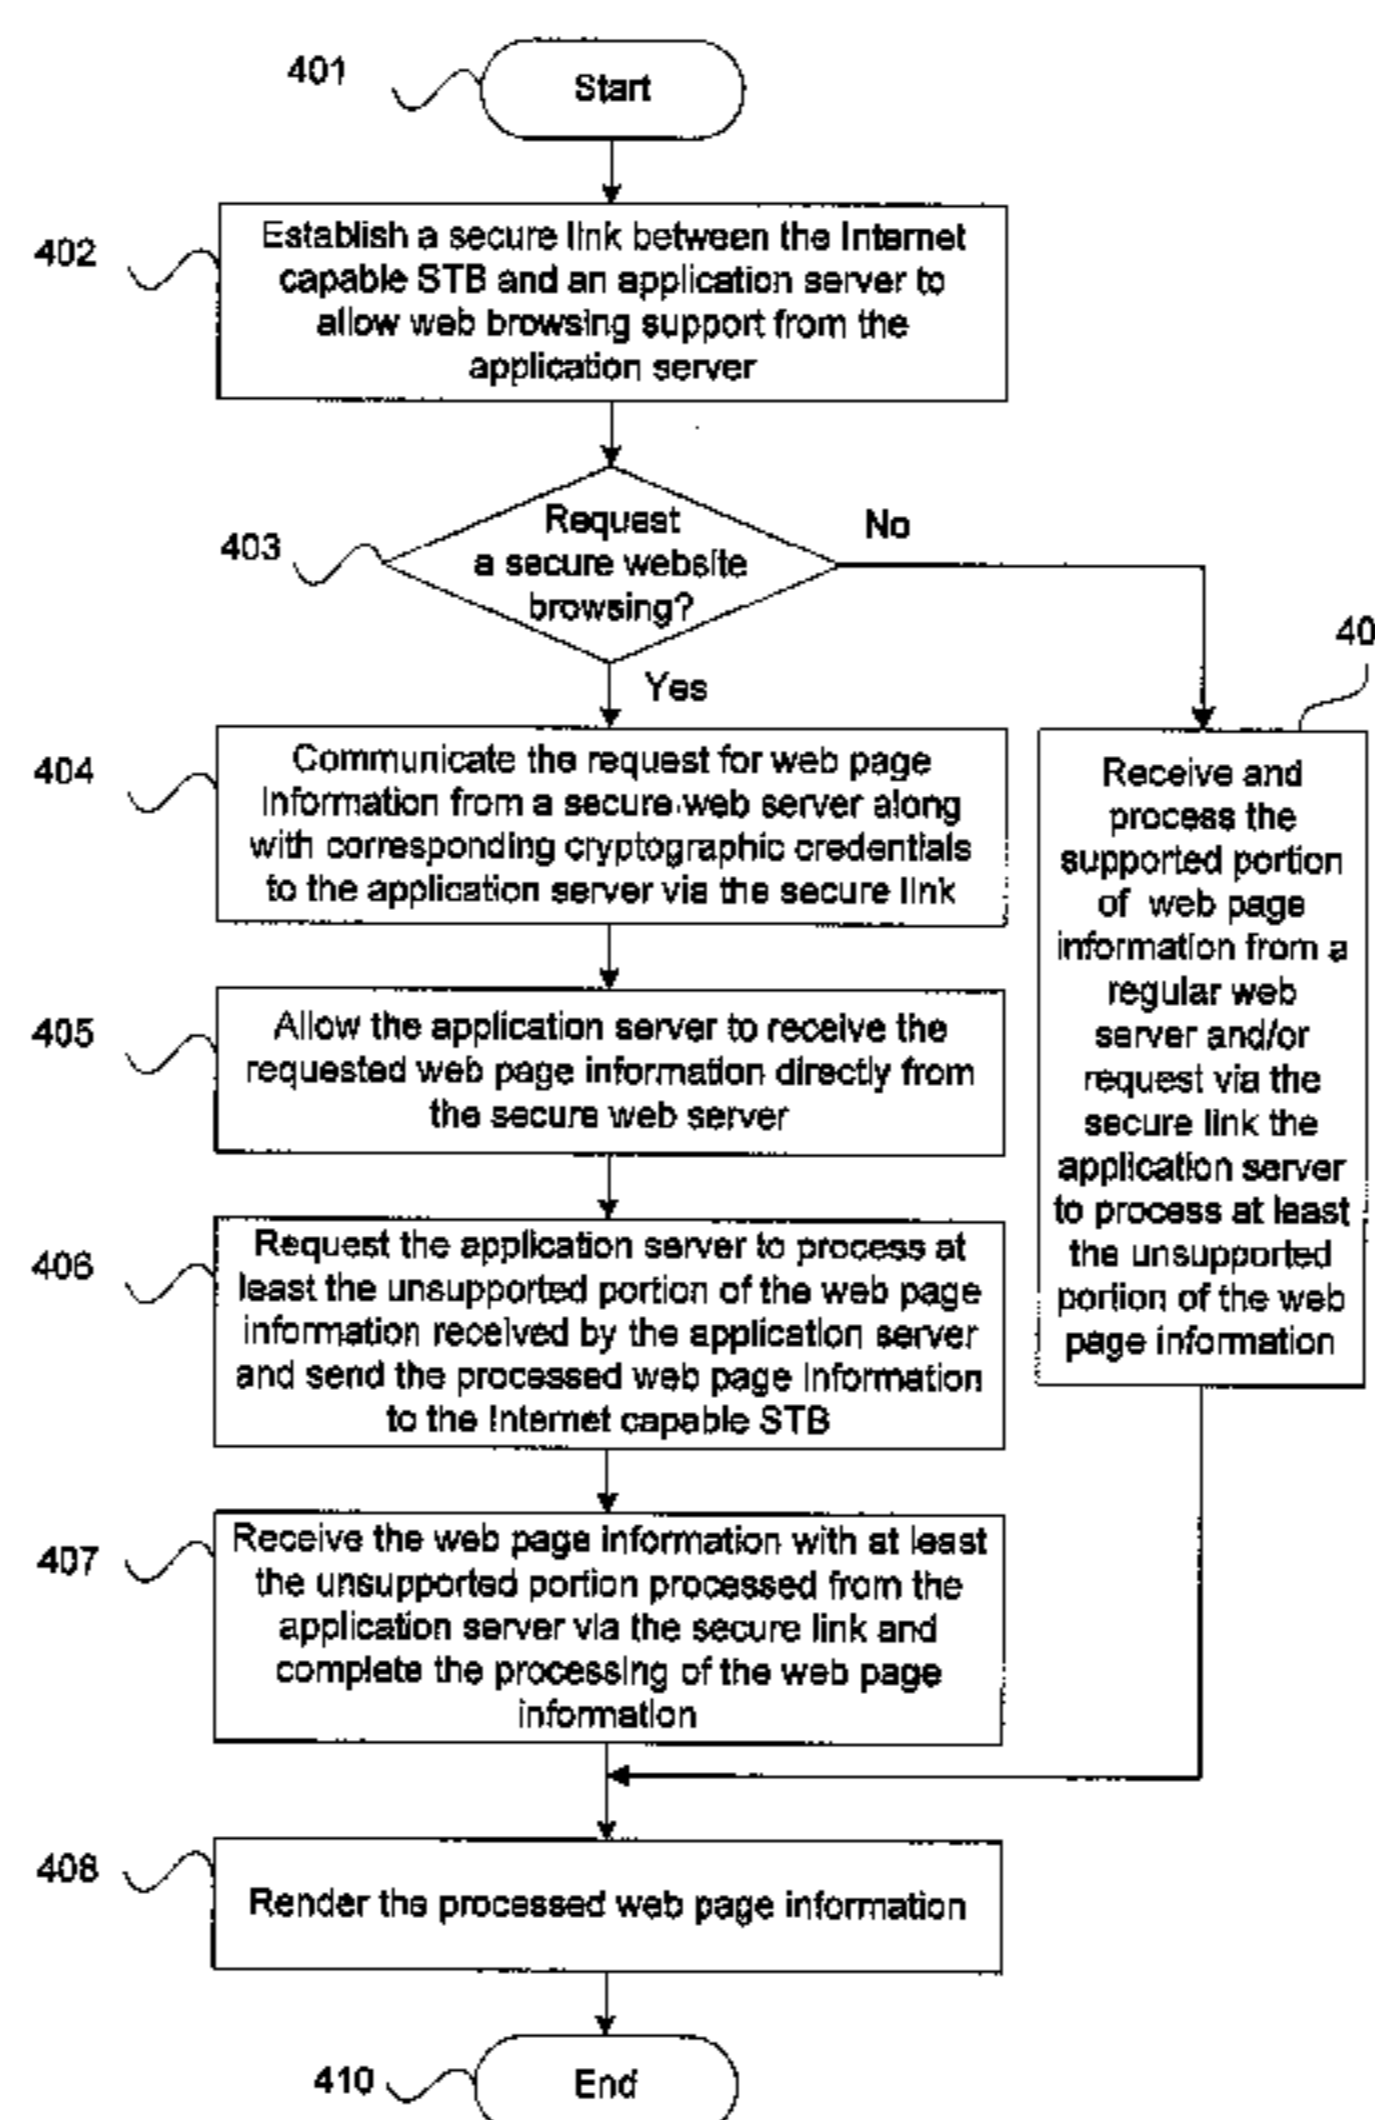 401
Start
402
Establish a secure link between the Internet
capable STB and an application server to
allow web browsing support from the
application server
403
Request
a secure website
browsing?
No
Yes
404
Communicate the request for web page
Information from a secure web server along
with corresponding cryptographic credentials
to the application server via the secure link
40
Receive and
process the
supported portion
of web page
information from a
regular web
server and/or
request via the
secure link the
application server
to process at least
the unsupported
portion of the web
page information
405
Allow the application server to receive the
requested web page information directly from
the secure web server
406
Request the application server to process at
least the unsupported portion of the web page
information received by the application server
and send the processed web page Information
to the Internet capable STB
407
Receive the web page information with at least
the unsupported portion processed from the
application server via the secure link and
complete the processing of the web page
information
408
Render the processed web page information
410
End